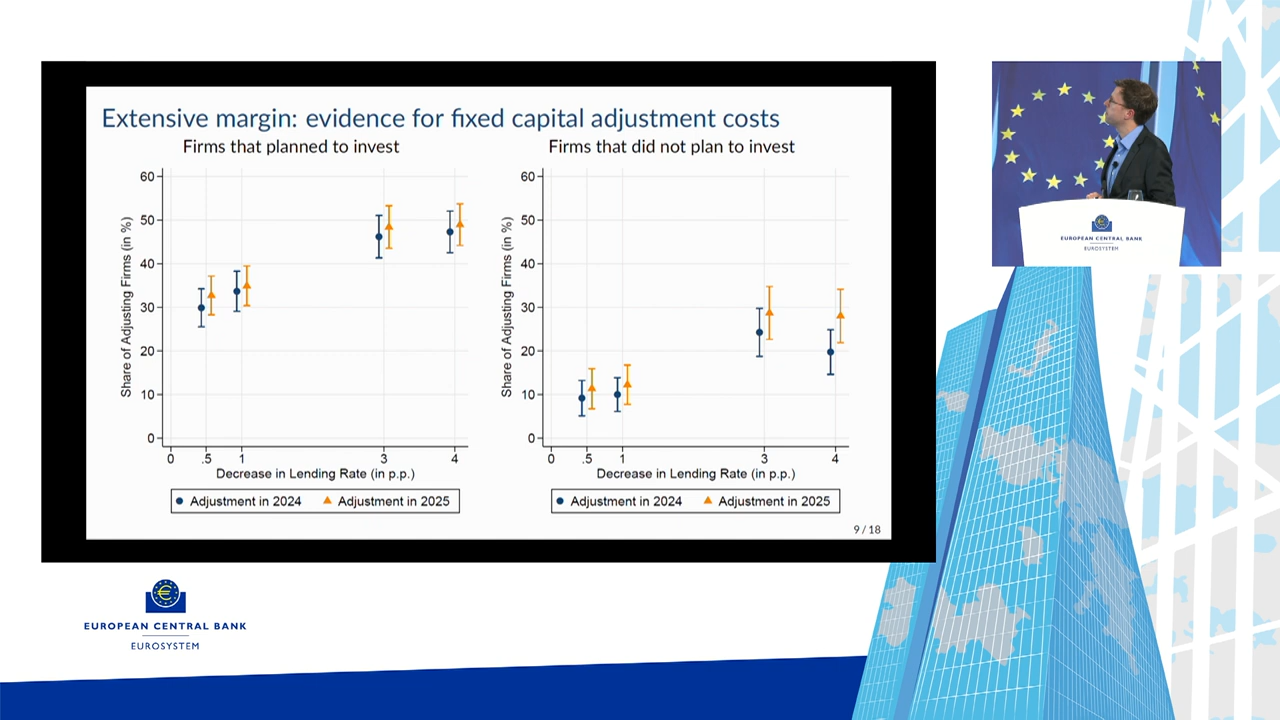 Extensive margin: evidence for fixed capital adjustment costs
Firms that planned to invest
Share of Adjusting Firms (in %)
60
50
40
30
20
10
0
0 .5 1 3 4
Decrease in Lending Rate (in p.p.)
Adjustment in 2024 Adjustment in 2025
Firms that did not plan to invest
Share of Adjusting Firms (in %)
60
50
40
30
20
10
0
0 .5 1 3 4
Decrease in Lending Rate (in p.p.)
Adjustment in 2024 Adjustment in 2025
9 / 18
EUROPEAN CENTRAL BANK
EUROSYSTEM
EUROPEAN CENTRAL BANK
EUROSYSTEM